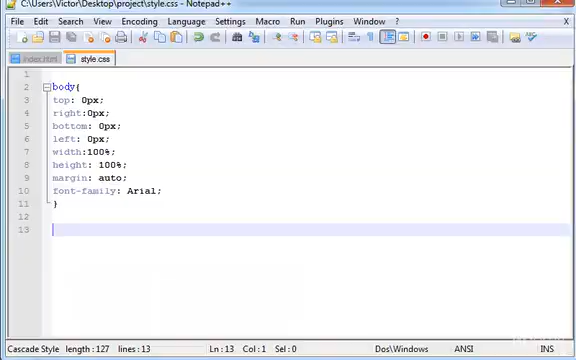 C:\Users\Victor\Desktop\project\style.css - Notepad++
File Edit Search View Encoding Language Settings Macro Run Plugins Window ? X
index.html style.css
1
2 body{
3 top: 0px;
4 right:0px;
5 bottom: 0px;
6 left: 0px;
7 width:100%;
8 height: 100%;
9 margin: auto;
10 font-family: Arial;
11 }
12
13
Cascade Style length : 127 lines : 13 Ln : 13 Col : 1 Sel : 0 Dos\Windows ANSI INS